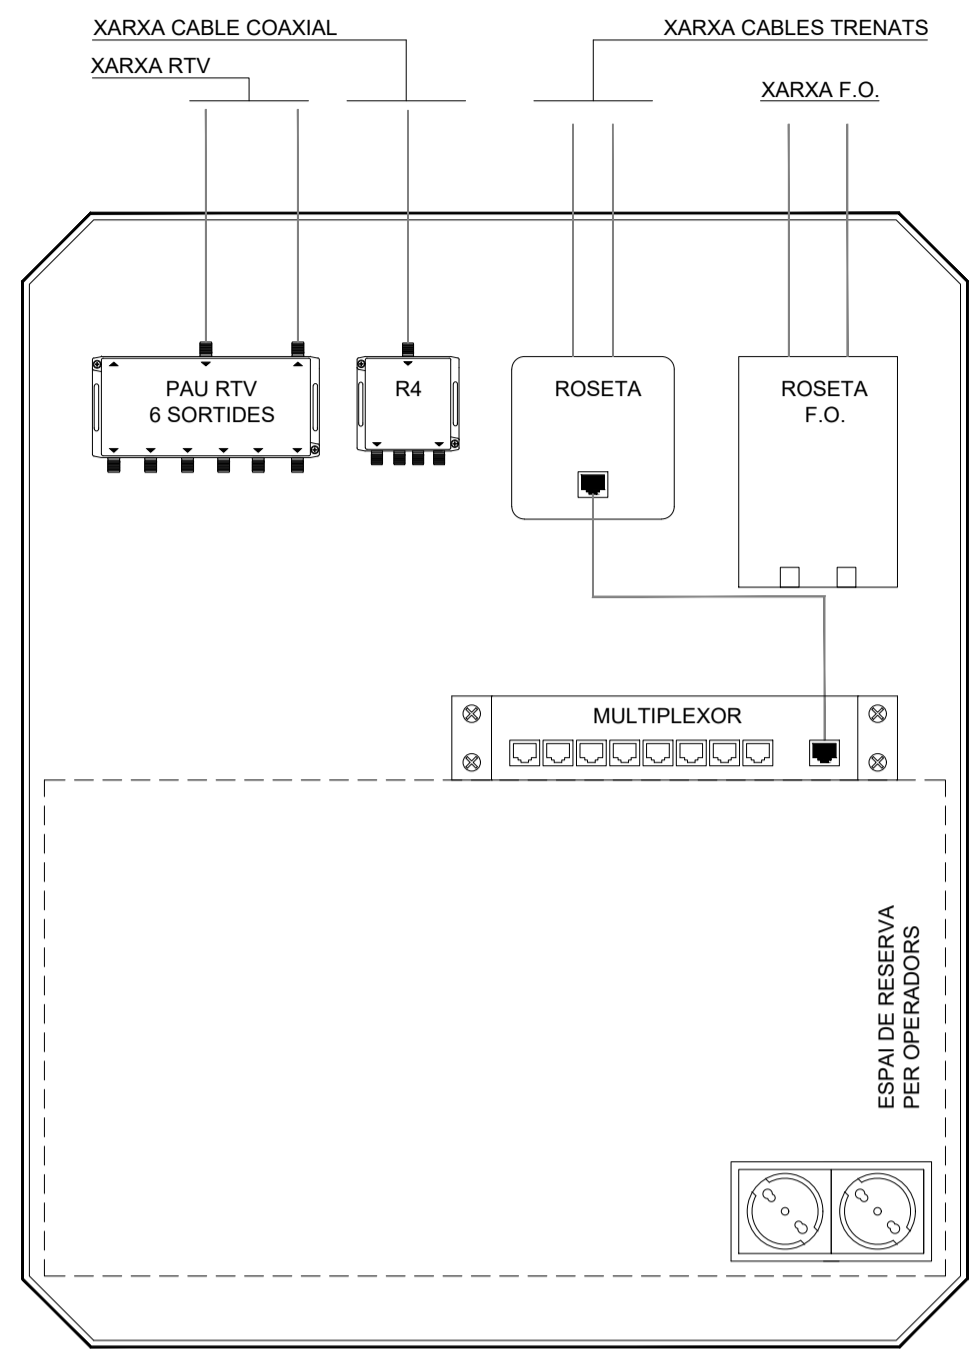 XARXA CABLE COAXIAL
XARXA CABLES TRENATS
XARXA RTV
XARXA F.O.
PAU RTV
6 SORTIDES
R4
ROSETA
ROSETA
F.O.
MULTIPLEXOR
ESPAI DE RESERVA
PER OPERADORS